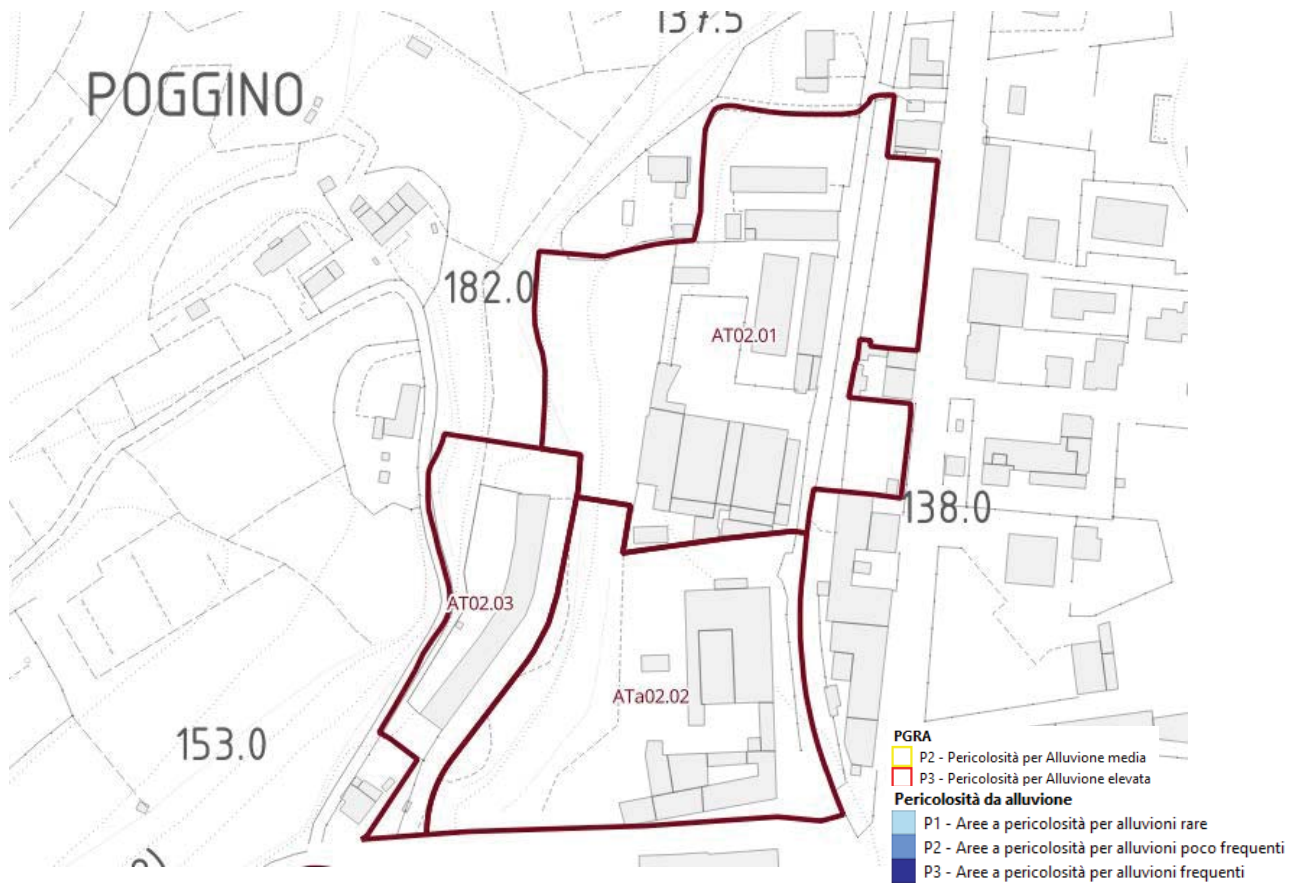 137.5
POGGINO
182.0
AT02.01
138.0
AT02.03
ATa02.02
153.0
PGRA
P2 - Pericolosità per Alluvione media
P3 - Pericolosità per Alluvione elevata
Pericolosità da alluvione
P1 - Aree a pericolosità per alluvioni rare
P2 - Aree a pericolosità per alluvioni poco frequenti
P3 - Aree a pericolosità per alluvioni frequenti